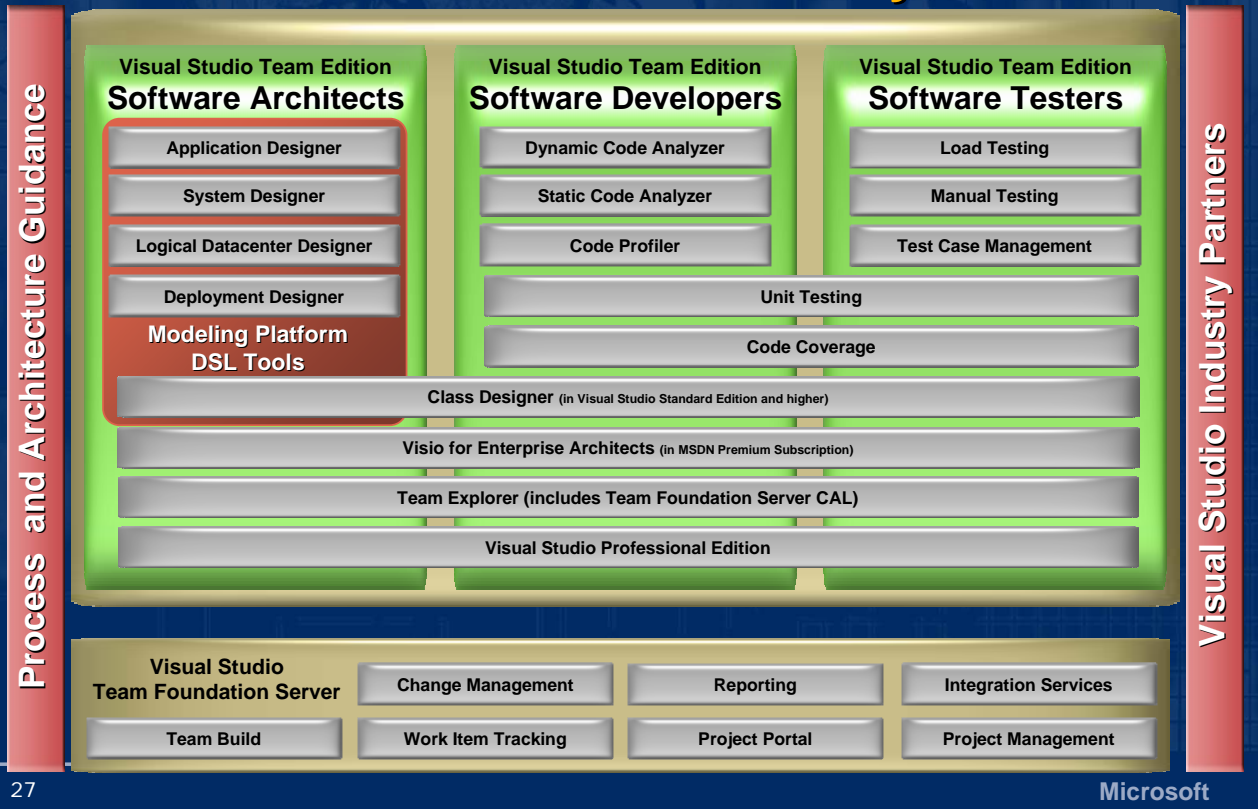 Process and Architecture Guidance
Visual Studio Team Edition
Software Architects
Application Designer
System Designer
Logical Datacenter Designer
Deployment Designer
Modeling Platform
DSL Tools
Visual Studio Team Edition
Software Developers
Dynamic Code Analyzer
Static Code Analyzer
Code Profiler
Visual Studio Team Edition
Software Testers
Load Testing
Manual Testing
Test Case Management
Unit Testing
Code Coverage
Class Designer (in Visual Studio Standard Edition and higher)
Visio for Enterprise Architects (in MSDN Premium Subscription)
Team Explorer (includes Team Foundation Server CAL)
Visual Studio Professional Edition
Visual Studio Industry Partners
Visual Studio
Team Foundation Server
Change Management
Reporting
Integration Services
Team Build
Work Item Tracking
Project Portal
Project Management
27
Microsoft